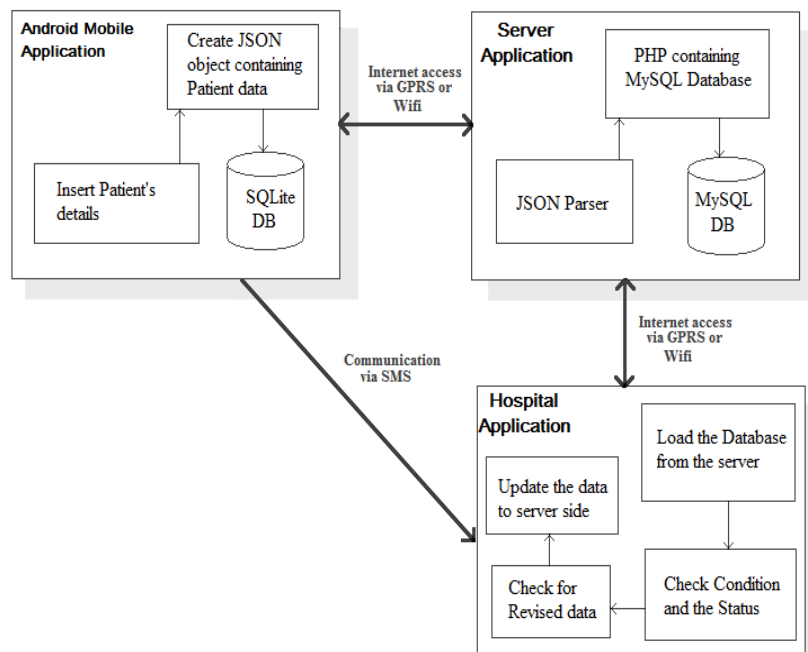 Android Mobile
Application
Create JSON
object containing
Patient data
Insert Patient's
details
SQLite
DB
Internet access
via GPRS or
Wifi
Server
Application
PHP containing
MySQL Database
JSON Parser
MySQL
DB
Internet access
via GPRS or
Wifi
Communication
via SMS
Hospital
Application
Load the Database
from the server
Update the data
to server side
Check for
Revised data
Check Condition
and the Status